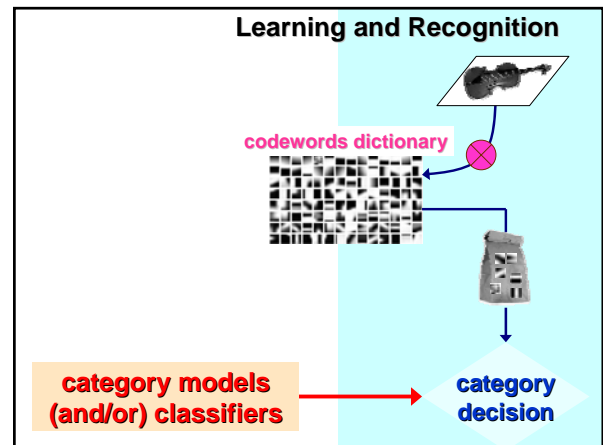 Learning and Recognition
codewords dictionary
category models
(and/or) classifiers
category
decision